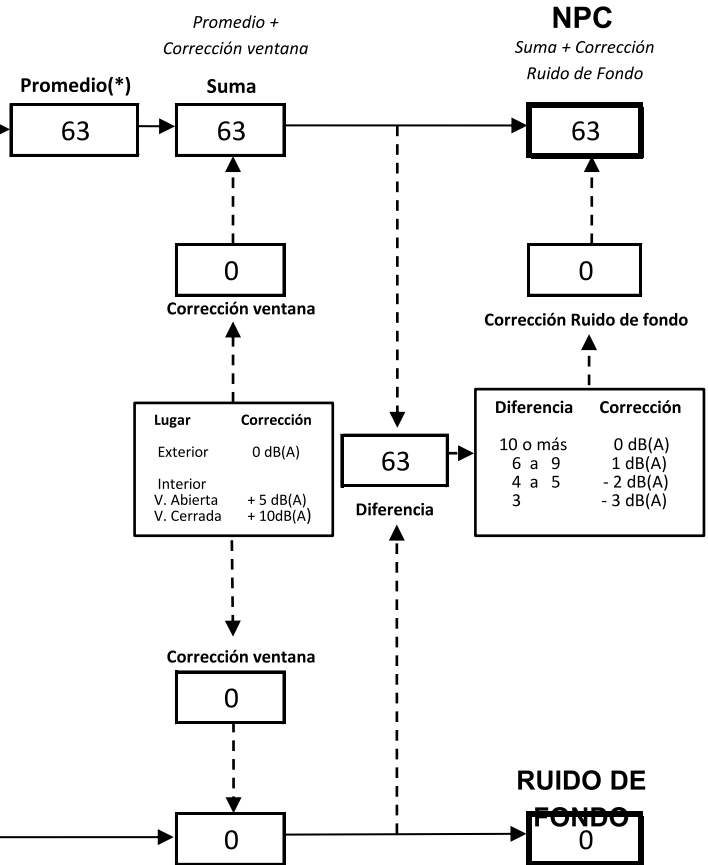 Promedio +
Corrección ventana
NPC
Suma + Corrección
Ruido de Fondo
Promedio(*)
Suma
63
63
63
0
0
Corrección ventana
Corrección Ruido de fondo
Lugar Corrección
Exterior 0 dB(A)
Interior
V. Abierta + 5 dB(A)
V. Cerrada + 10dB(A)
63
Diferencia
Diferencia Corrección
10 o más 0 dB(A)
6 a 9 1 dB(A)
4 a 5 - 2 dB(A)
3 - 3 dB(A)
Corrección ventana
0
RUIDO DE
FONDO
0
0